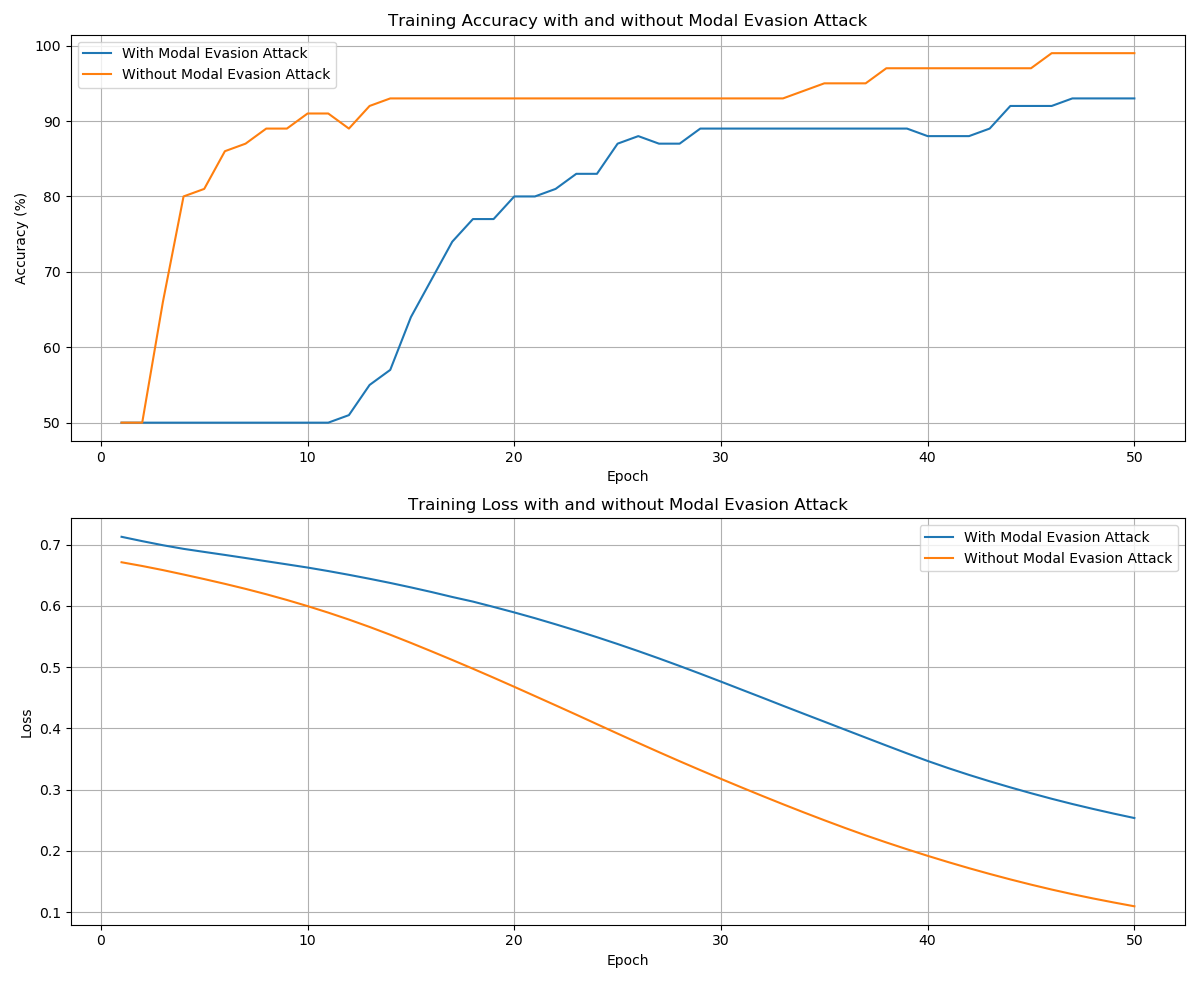 Training Accuracy with and without Modal Evasion Attack
With Modal Evasion Attack
Without Modal Evasion Attack
Accuracy (%)
100
90
80
70
60
50
0 10 20 30 40 50
Epoch
Training Loss with and without Modal Evasion Attack
With Modal Evasion Attack
Without Modal Evasion Attack
Loss
0.7
0.6
0.5
0.4
0.3
0.2
0.1
0 10 20 30 40 50
Epoch